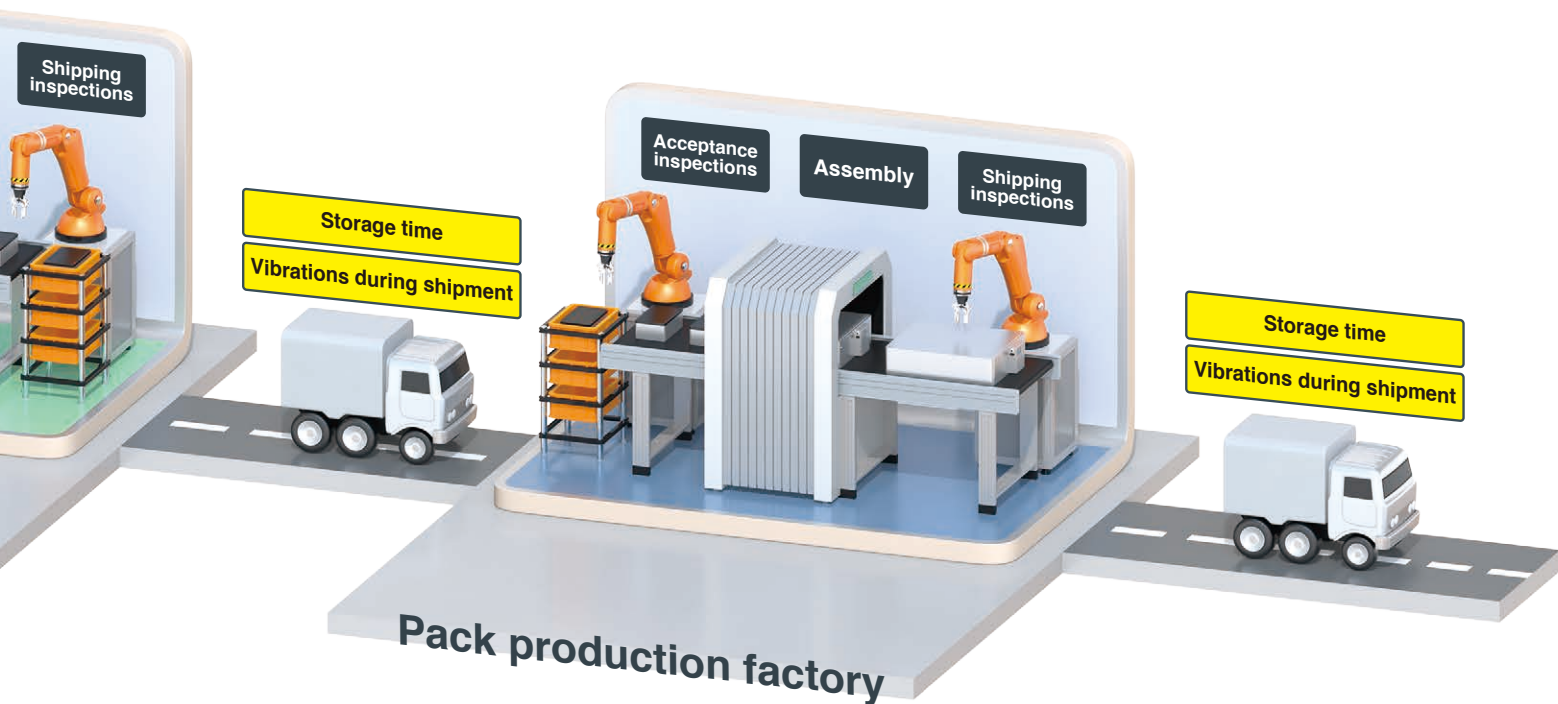 Shipping
inspections
Storage time
Vibrations during shipment
Acceptance
inspections
Assembly
Shipping
inspections
Storage time
Vibrations during shipment
Pack production factory